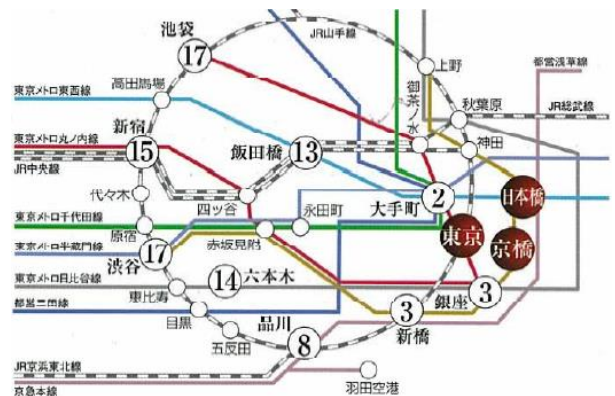 池袋
17
JR山手線
上野
都営浅草線
東京メトロ東西線
高田馬場
御茶ノ水
秋葉原
JR総武線
新宿
東京メトロ丸ノ内線
15
飯田橋
13
神田
JR中央線
代々木
四ツ谷
永田町
大手町
2
日本橋
東京メトロ千代田線
原宿
赤坂見附
東京
京橋
東京メトロ半蔵門線
渋谷
17
14
六本木
東京メトロ日比谷線
恵比寿
銀座
3
都営三田線
目黒
品川
3
新橋
五反田
8
JR京浜東北線
京急本線
羽田空港